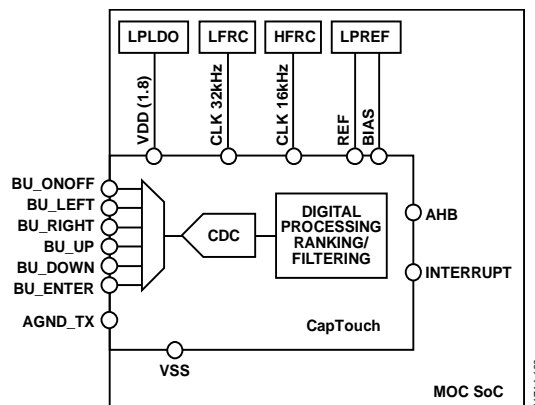 LPLDO
LFRC
HFRC
LPREF
VDD (1.8)
CLK 32kHz
CLK 16kHz
REF
BIAS
BU_ONOFF
BU_LEFT
BU_RIGHT
BU_UP
BU_DOWN
BU_ENTER
AGND_TX
CDC
DIGITAL
PROCESSING
RANKING/
FILTERING
AHB
INTERRUPT
CapTouch
VSS
MOC SoC